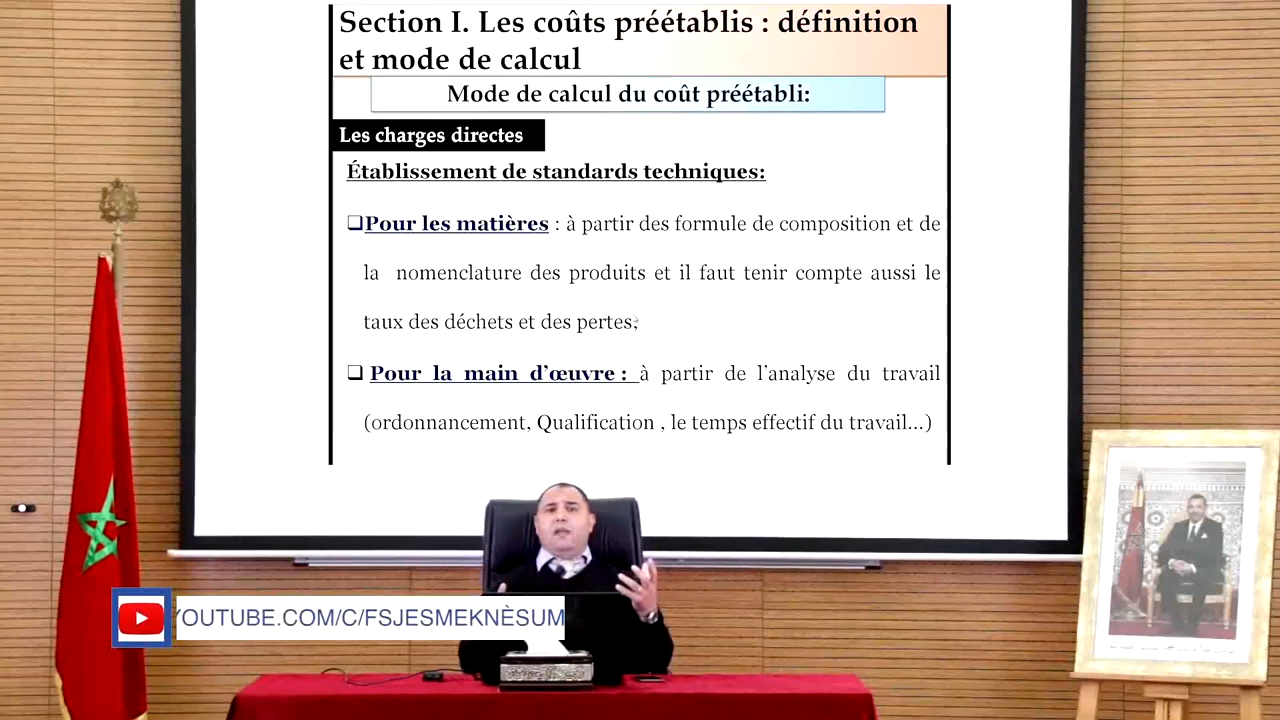 Section I. Les coûts préétablis : définition
et mode de calcul
Mode de calcul du coût préétabli:
Les charges directes
Établissement de standards techniques:
❑Pour les matières : à partir des formule de composition et de
la nomenclature des produits et il faut tenir compte aussi le
taux des déchets et des pertes;
❑ Pour la main d’œuvre : à partir de l’analyse du travail
(ordonnancement, Qualification , le temps effectif du travail…)
YOUTUBE.COM/C/FSJESMEKNÈSUM